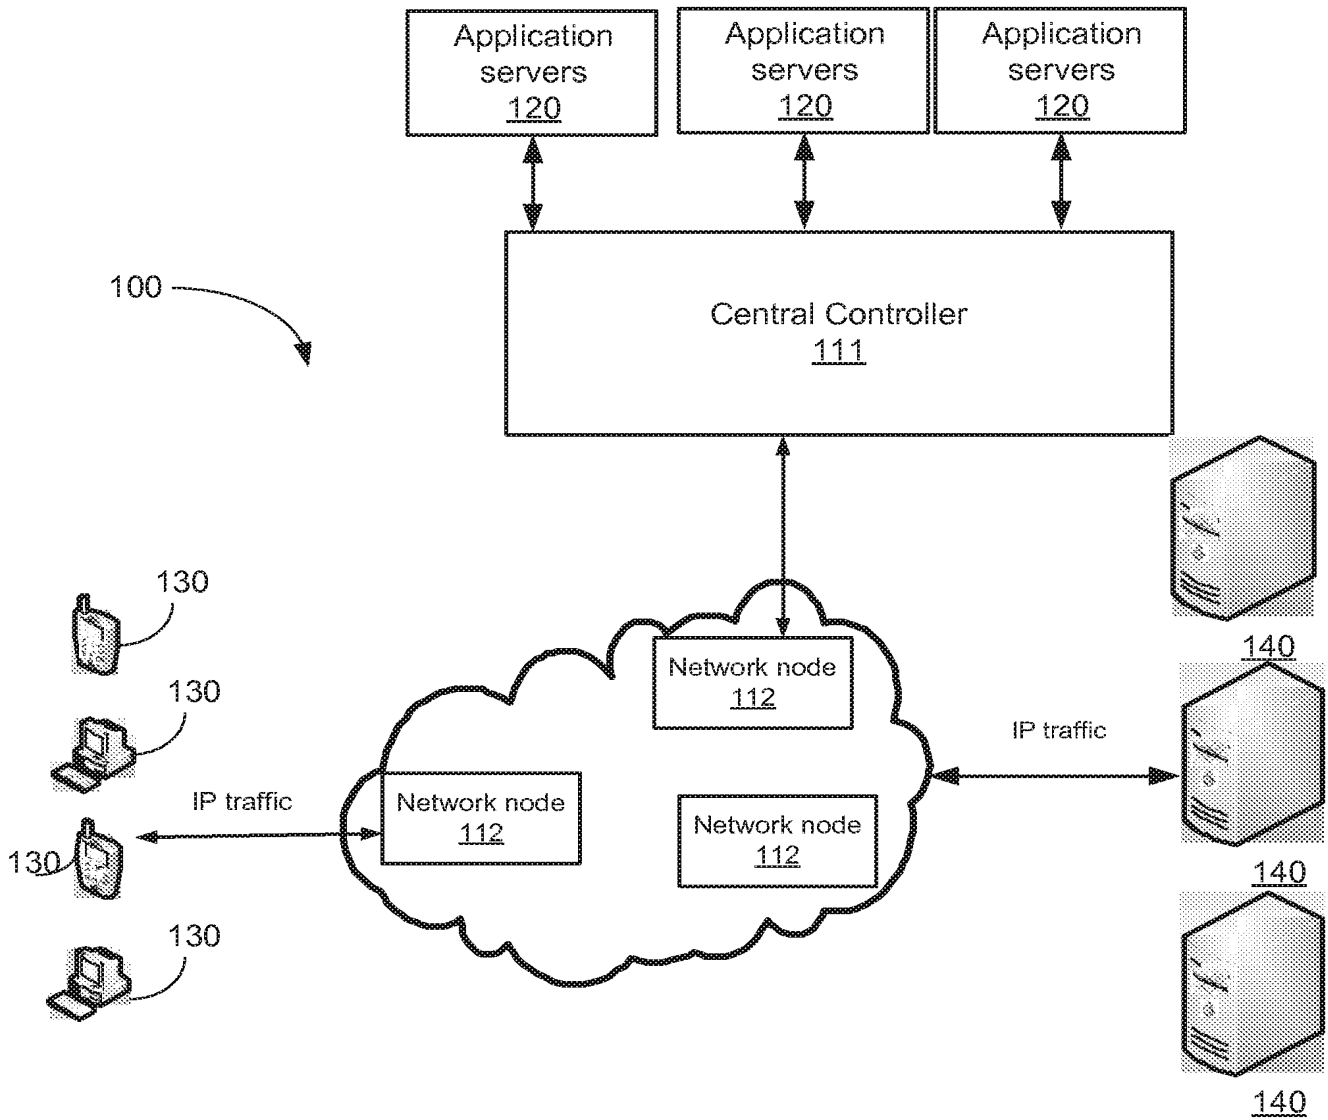 Application
servers
120
Application
servers
120
Application
servers
120
100
Central Controller
111
130
130
130
130
IP traffic
Network node
112
Network node
112
Network node
112
IP traffic
140
140
140